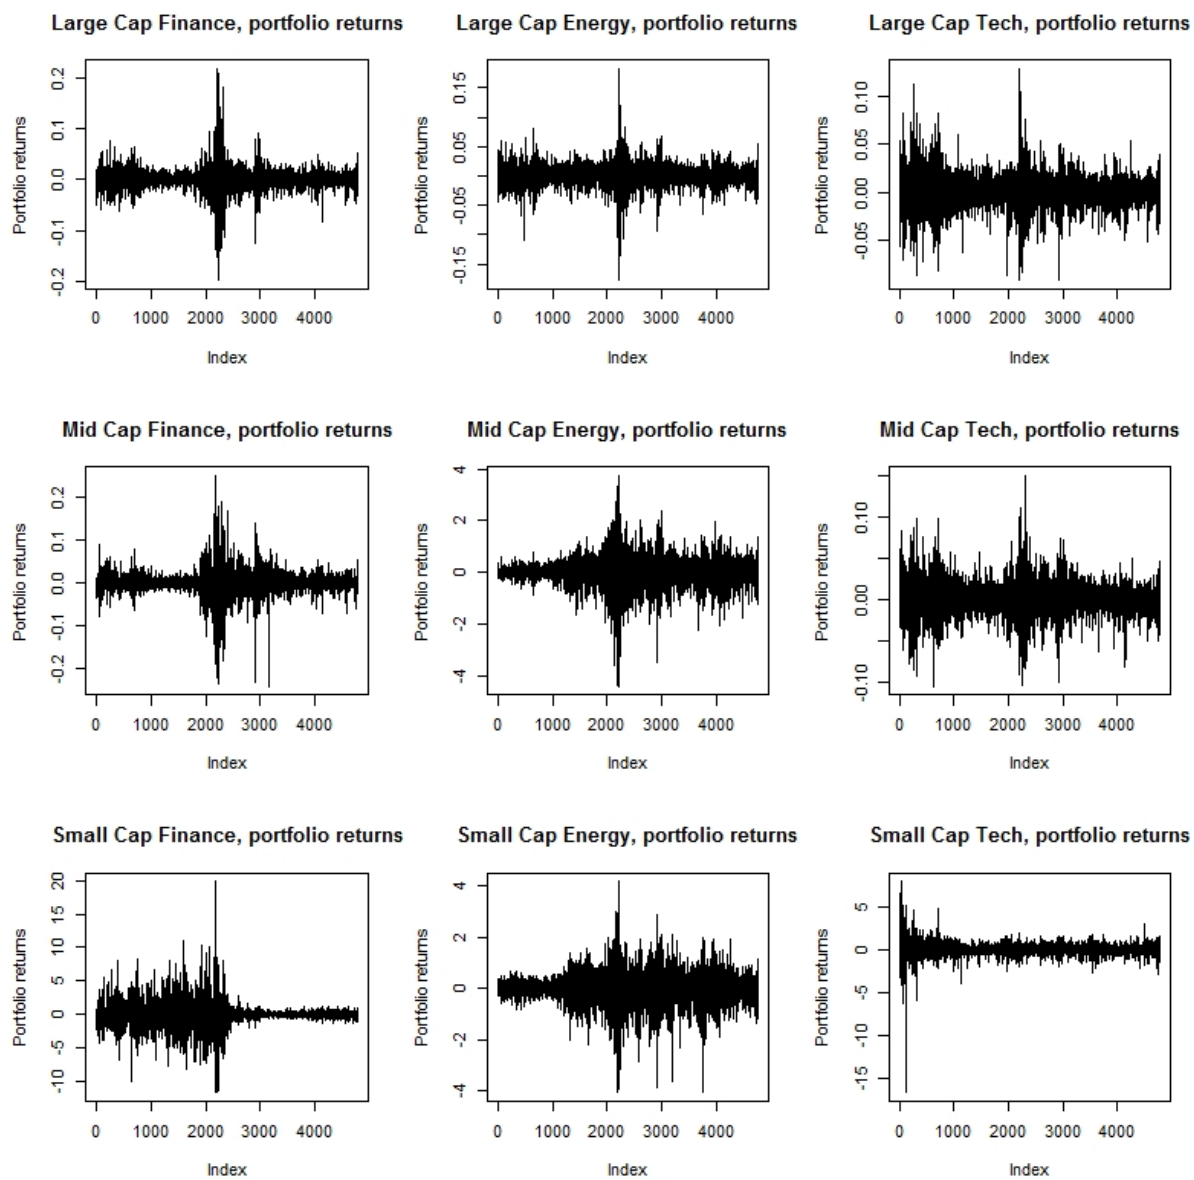 Large Cap Finance, portfolio returns
Large Cap Energy, portfolio returns
Large Cap Tech, portfolio returns
Portfolio returns
0.2
0.1
0.0
-0.1
-0.2
0 1000 2000 3000 4000
Index
Portfolio returns
0.15
0.05
-0.05
-0.15
0 1000 2000 3000 4000
Index
Portfolio returns
0.10
0.05
0.00
-0.05
0 1000 2000 3000 4000
Index
Mid Cap Finance, portfolio returns
Mid Cap Energy, portfolio returns
Mid Cap Tech, portfolio returns
Portfolio returns
0.2
0.1
0.0
-0.1
-0.2
0 1000 2000 3000 4000
Index
Portfolio returns
4
2
0
-2
-4
0 1000 2000 3000 4000
Index
Portfolio returns
0.10
0.00
-0.10
0 1000 2000 3000 4000
Index
Small Cap Finance, portfolio returns
Small Cap Energy, portfolio returns
Small Cap Tech, portfolio returns
Portfolio returns
20
15
10
5
0
-5
-10
0 1000 2000 3000 4000
Index
Portfolio returns
4
2
0
-2
-4
0 1000 2000 3000 4000
Index
Portfolio returns
5
0
-5
-10
-15
0 1000 2000 3000 4000
Index